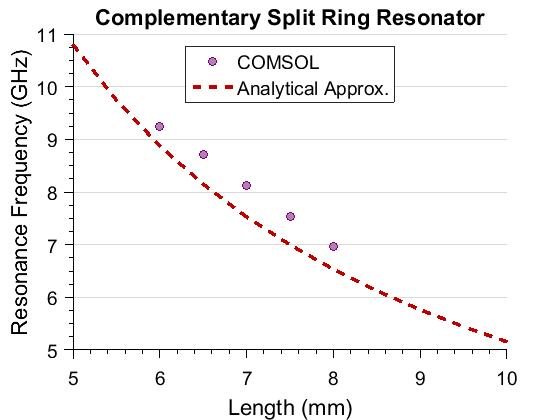 Complementary Split Ring Resonator
COMSOL
Analytical Approx.
Resonance Frequency (GHz)
11
10
9
8
7
6
5
5 6 7 8 9 10
Length (mm)